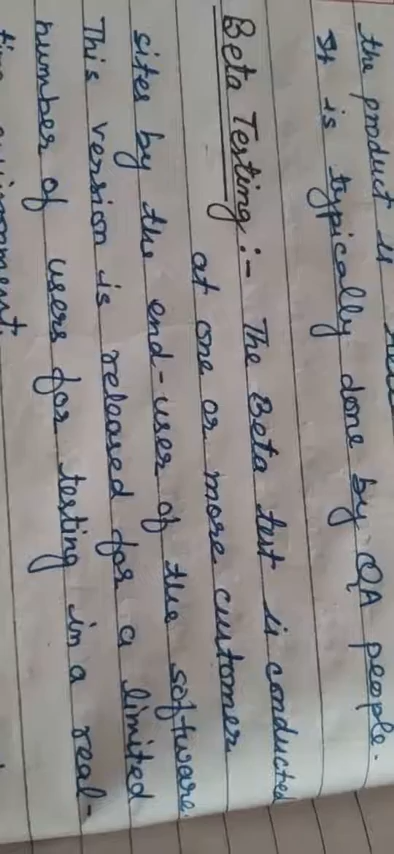 the product is
It is typically done by QA people.
Beta Testing :- The Beta test is conducted
at one or more customer
sites by the end-user of the software.
This version is released for a limited
number of users for testing in a real-
time environment.